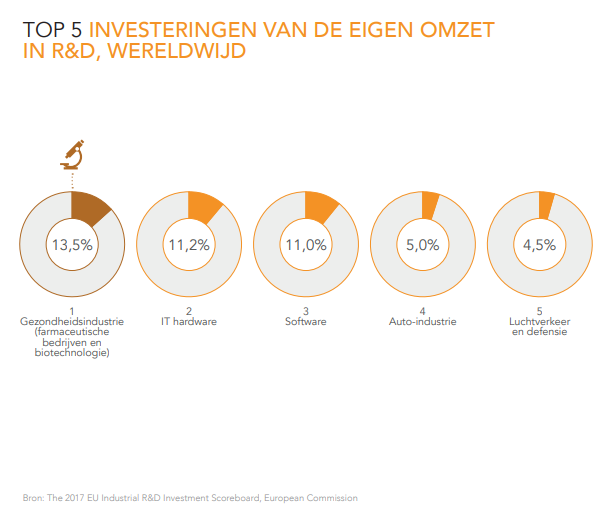 TOP 5 INVESTERINGEN VAN DE EIGEN OMZET
IN R&D, WERELDWIJD
13,5%
11,2%
11,0%
5,0%
4,5%
1
Gezondheidsindustrie
(farmaceutische
bedrijven en
biotechnologie)
2
IT hardware
3
Software
4
Auto-industrie
5
Luchtverkeer
en defensie
Bron: The 2017 EU Industrial R&D Investment Scoreboard, European Commission